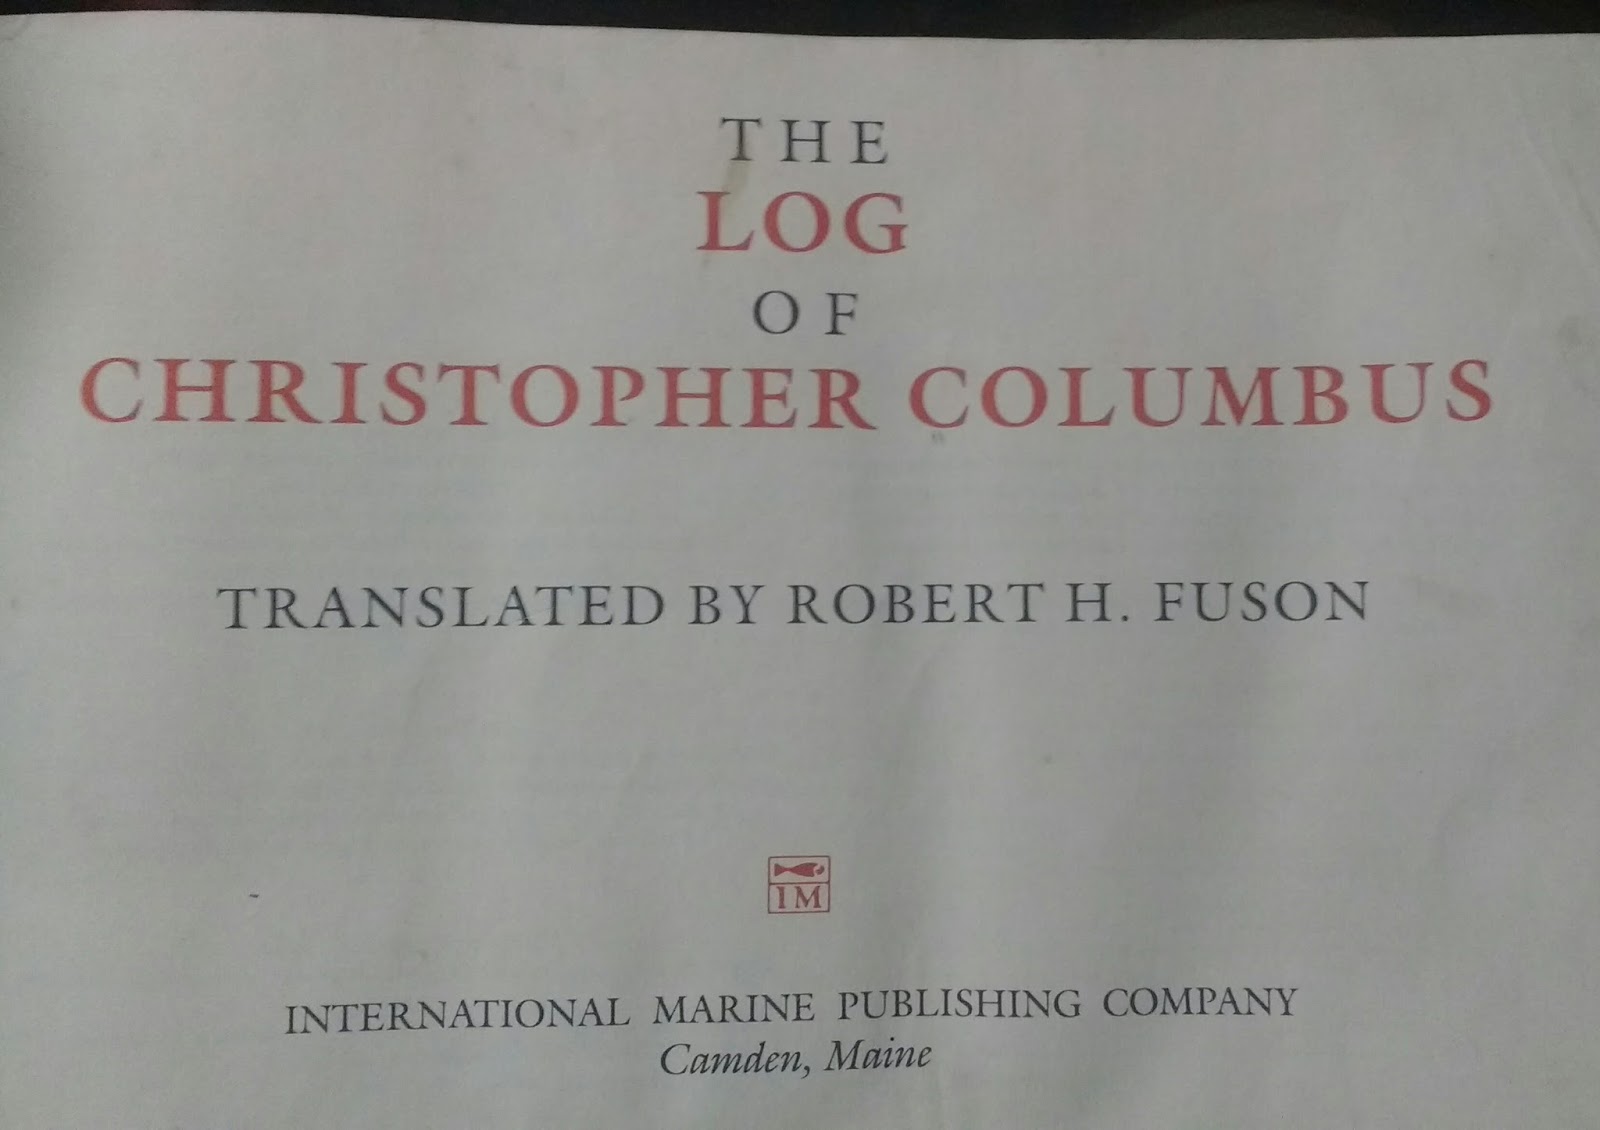 THE
LOG
OF
CHRISTOPHER COLUMBUS
TRANSLATED BY ROBERT H. FUSON
IM
INTERNATIONAL MARINE PUBLISHING COMPANY
Camden, Maine